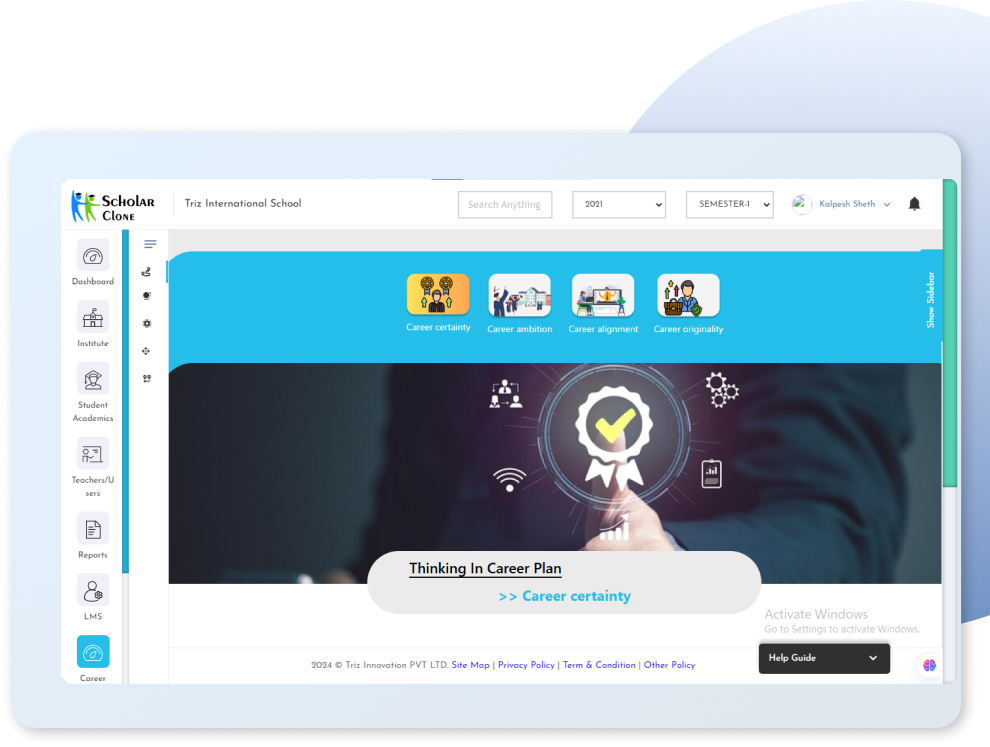 SCHOLAR
CLONE
Triz International School
Search Anything
2021
SEMESTER-1
Kalpesh Sheth
Dashboard
Institute
Student
Academics
Teachers/U
sers
Reports
LMS
Career
Career certainty
Career ambition
Career alignment
Career originality
Show Sidebar
Thinking In Career Plan
>> Career certainty
Activate Windows
Go to Settings to activate Windows.
2024 © Triz Innovation PVT LTD. Site Map | Privacy Policy | Term & Condition | Other Policy
Help Guide